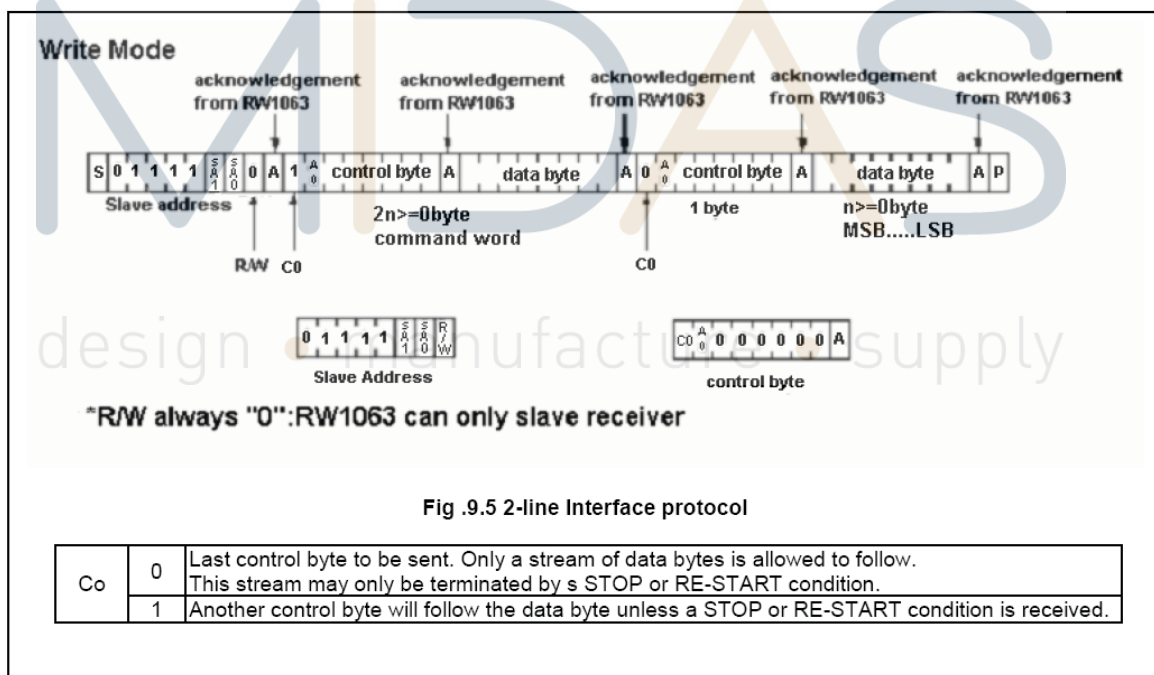 MIDAS
design • manufacture • supply
Write Mode
acknowledgement from RW1063
acknowledgement from RW1063
acknowledgement from RW1063
acknowledgement from RW1063
acknowledgement from RW1063
S 0 1 1 1 1 SA1 SA0 0 A 1 A0 control byte A data byte A 0 A0 control byte A data byte A P
Slave address
2n>=0byte
command word
1 byte
n>=0byte
MSB.....LSB
R/W C0
C0
0 1 1 1 1 SA1 SA0 R/W
Slave Address
C0 A0 0 0 0 0 0 0 A
control byte
*R/W always "0":RW1063 can only slave receiver
Fig .9.5 2-line Interface protocol
Co
0 Last control byte to be sent. Only a stream of data bytes is allowed to follow.
This stream may only be terminated by s STOP or RE-START condition.
1 Another control byte will follow the data byte unless a STOP or RE-START condition is received.